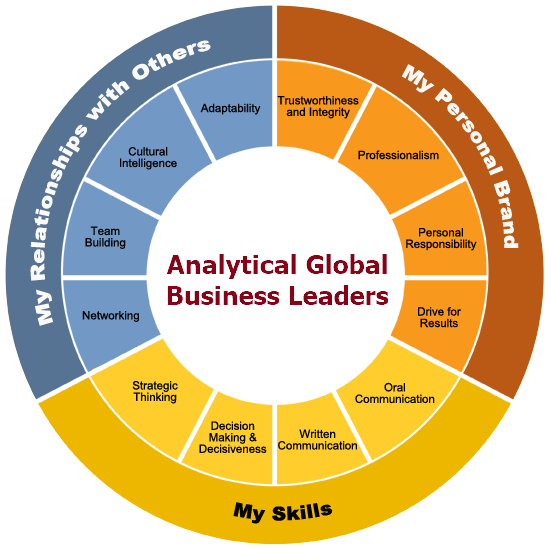 My Relationships with Others
My Personal Brand
Adaptability
Trustworthiness
and Integrity
Cultural
Intelligence
Professionalism
Team
Building
Personal
Responsibility
Analytical Global
Business Leaders
Networking
Drive for
Results
Strategic
Thinking
Oral
Communication
Decision
Making &
Decisiveness
Written
Communication
My Skills